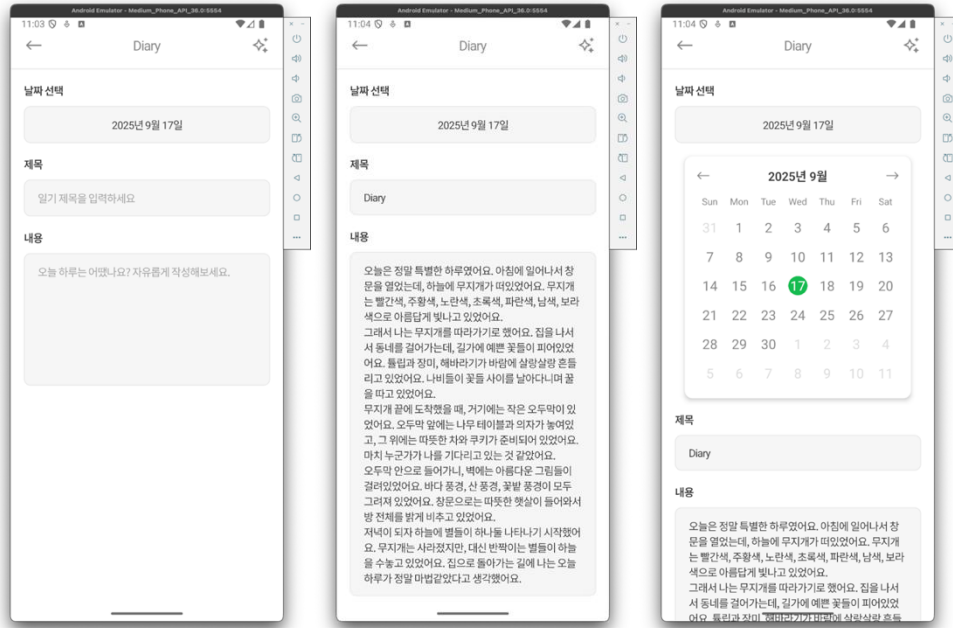 Android Emulator - Medium_Phone_API_36.0:5554
11:03
Diary
날짜 선택
2025년 9월 17일
제목
일기 제목을 입력하세요
내용
오늘 하루는 어땠나요? 자유롭게 작성해보세요.
Android Emulator - Medium_Phone_API_36.0:5554
11:04
Diary
날짜 선택
2025년 9월 17일
제목
Diary
내용
오늘은 정말 특별한 하루였어요. 아침에 일어나서 창
문을 열었는데, 하늘에 무지개가 떠있었어요. 무지개
는 빨간색, 주황색, 노란색, 초록색, 파란색, 남색, 보라
색으로 아름답게 빛나고 있었어요.
그래서 나는 무지개를 따라가기로 했어요. 집을 나서
서 동네를 걸어가는데, 길가에 예쁜 꽃들이 피어있었
어요. 튤립과 장미, 해바라기가 바람에 살랑살랑 흔들
리고 있었어요. 나비들이 꽃들 사이를 날아다니며 꿀
을 따고 있었어요.
무지개 끝에 도착했을 때, 거기에는 작은 오두막이 있
었어요. 오두막 앞에는 나무 테이블과 의자가 놓여있
고, 그 위에는 따뜻한 차와 쿠키가 준비되어 있었어요.
마치 누군가가 나를 기다리고 있는 것 같았어요.
오두막 안으로 들어가니, 벽에는 아름다운 그림들이
걸려있었어요. 바다 풍경, 산 풍경, 꽃밭 풍경이 모두
그려져 있었어요. 창문으로는 따뜻한 햇살이 들어와서
방 전체를 밝게 비추고 있었어요.
저녁이 되자 하늘에 별들이 하나둘 나타나기 시작했어
요. 무지개는 사라졌지만, 대신 반짝이는 별들이 하늘
을 수놓고 있었어요. 집으로 돌아가는 길에 나는 오늘
하루가 정말 마법같았다고 생각했어요.
Android Emulator - Medium_Phone_API_36.0:5554
11:04
Diary
날짜 선택
2025년 9월 17일
2025년 9월
Sun Mon Tue Wed Thu Fri Sat
31 1 2 3 4 5 6
7 8 9 10 11 12 13
14 15 16 17 18 19 20
21 22 23 24 25 26 27
28 29 30 1 2 3 4
5 6 7 8 9 10 11
제목
Diary
내용
오늘은 정말 특별한 하루였어요. 아침에 일어나서 창
문을 열었는데, 하늘에 무지개가 떠있었어요. 무지개
는 빨간색, 주황색, 노란색, 초록색, 파란색, 남색, 보라
색으로 아름답게 빛나고 있었어요.
그래서 나는 무지개를 따라가기로 했어요. 집을 나서
서 동네를 걸어가는데, 길가에 예쁜 꽃들이 피어있었
어요. 튤립과 장미, 해바라기가 바람에 살랑살랑 흔들